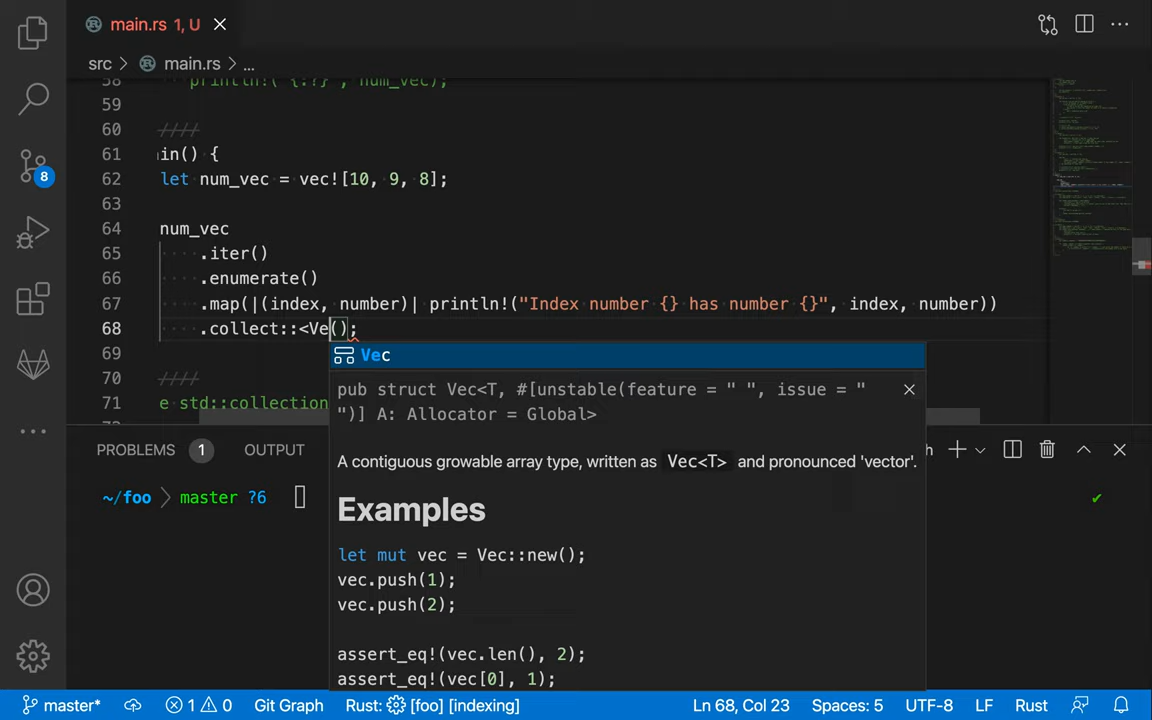 main.rs 1, U
src > main.rs > ...
58 println!("{:?}", num_vec);
59
60 ////
61 in() {
62 let num_vec = vec![10, 9, 8];
63
64 num_vec
65 .iter()
66 .enumerate()
67 .map(|(index, number)| println!("Index number {} has number {}", index, number))
68 .collect::<Ve();
69
70 ////
71 e std::collection
Vec
pub struct Vec<T, #[unstable(feature = " ", issue = "
")] A: Allocator = Global>
A contiguous growable array type, written as Vec<T> and pronounced 'vector'.
Examples
let mut vec = Vec::new();
vec.push(1);
vec.push(2);
assert_eq!(vec.len(), 2);
assert_eq!(vec[0], 1);
8
PROBLEMS 1 OUTPUT h
~/foo > master ?6
master* 1 0 Git Graph Rust: [foo] [indexing] Ln 68, Col 23 Spaces: 5 UTF-8 LF Rust